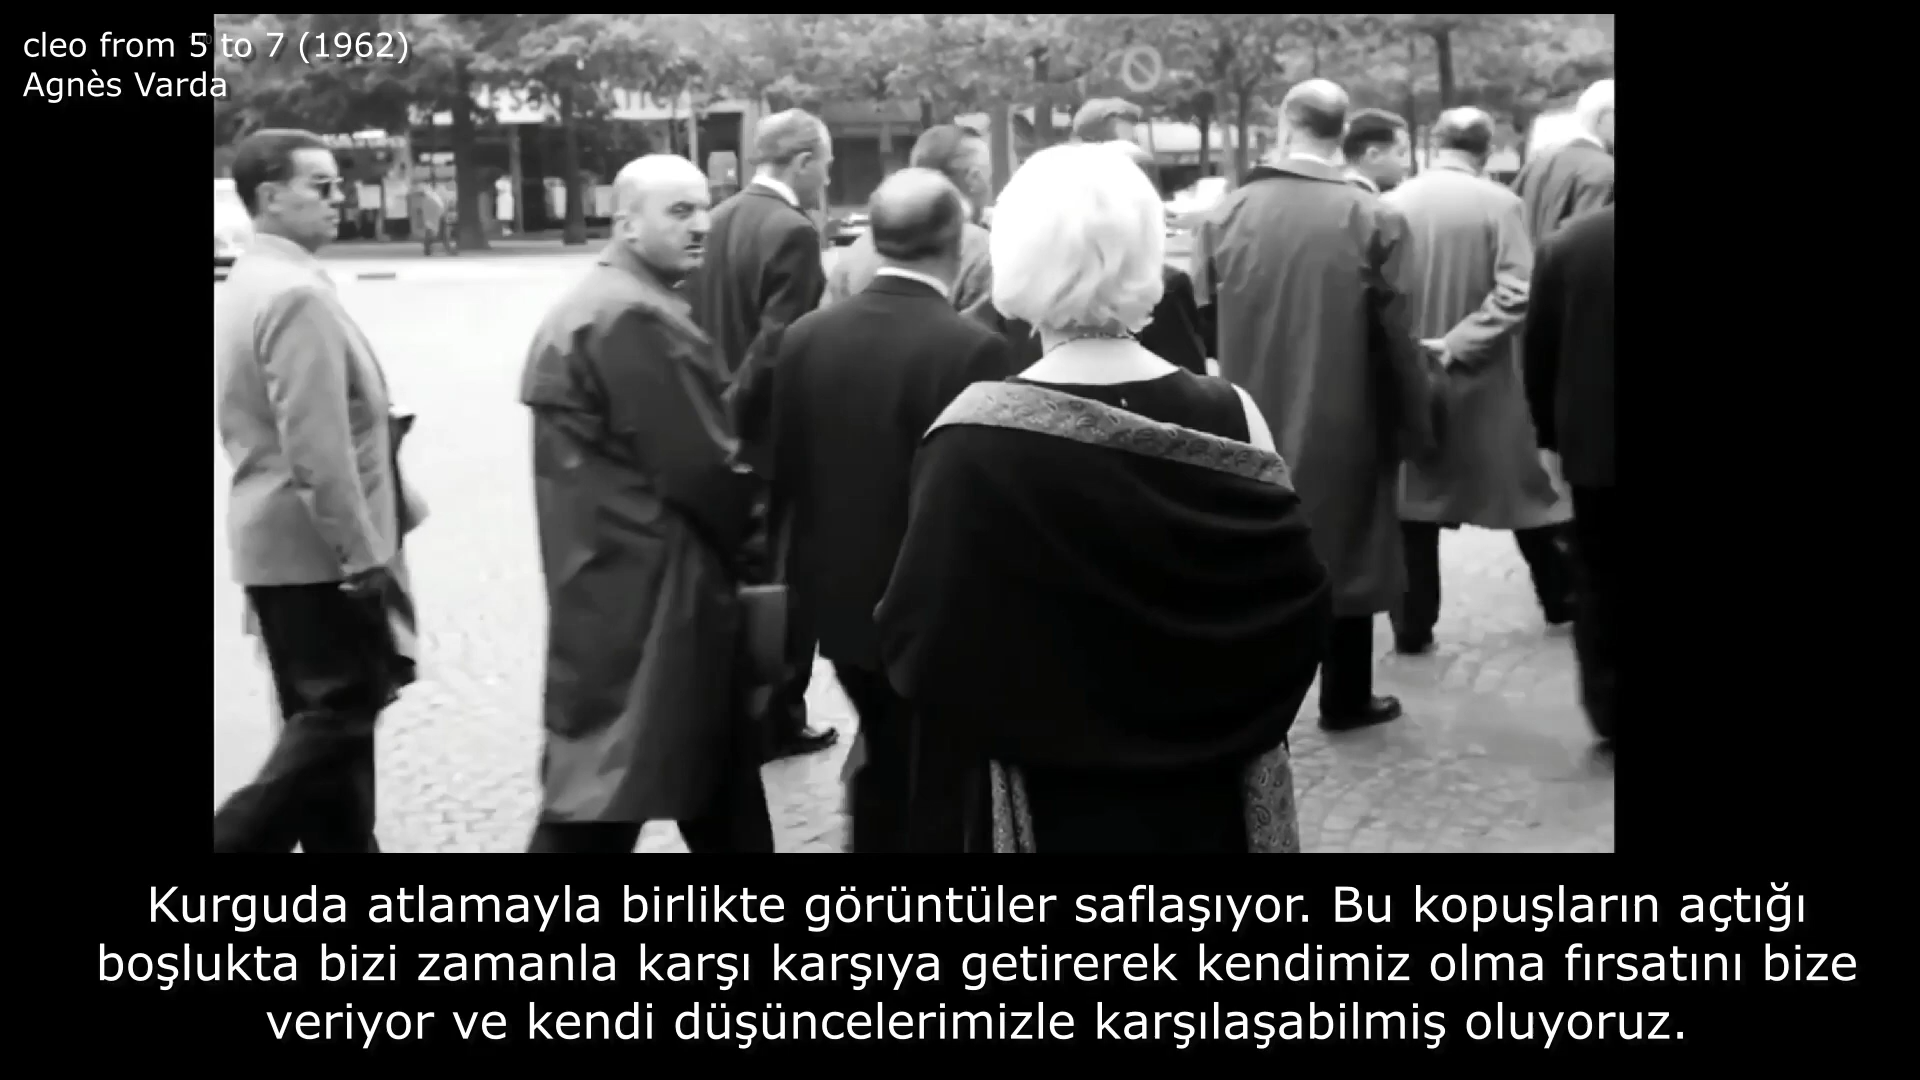 cleo from 5 to 7 (1962)
Agnès Varda
Kurguda atlamayla birlikte görüntüler saflaşıyor. Bu kopuşların açtığı
boşlukta bizi zamanla karşı karşıya getirerek kendimiz olma fırsatını bize
veriyor ve kendi düşüncelerimizle karşılaşabilmiş oluyoruz.